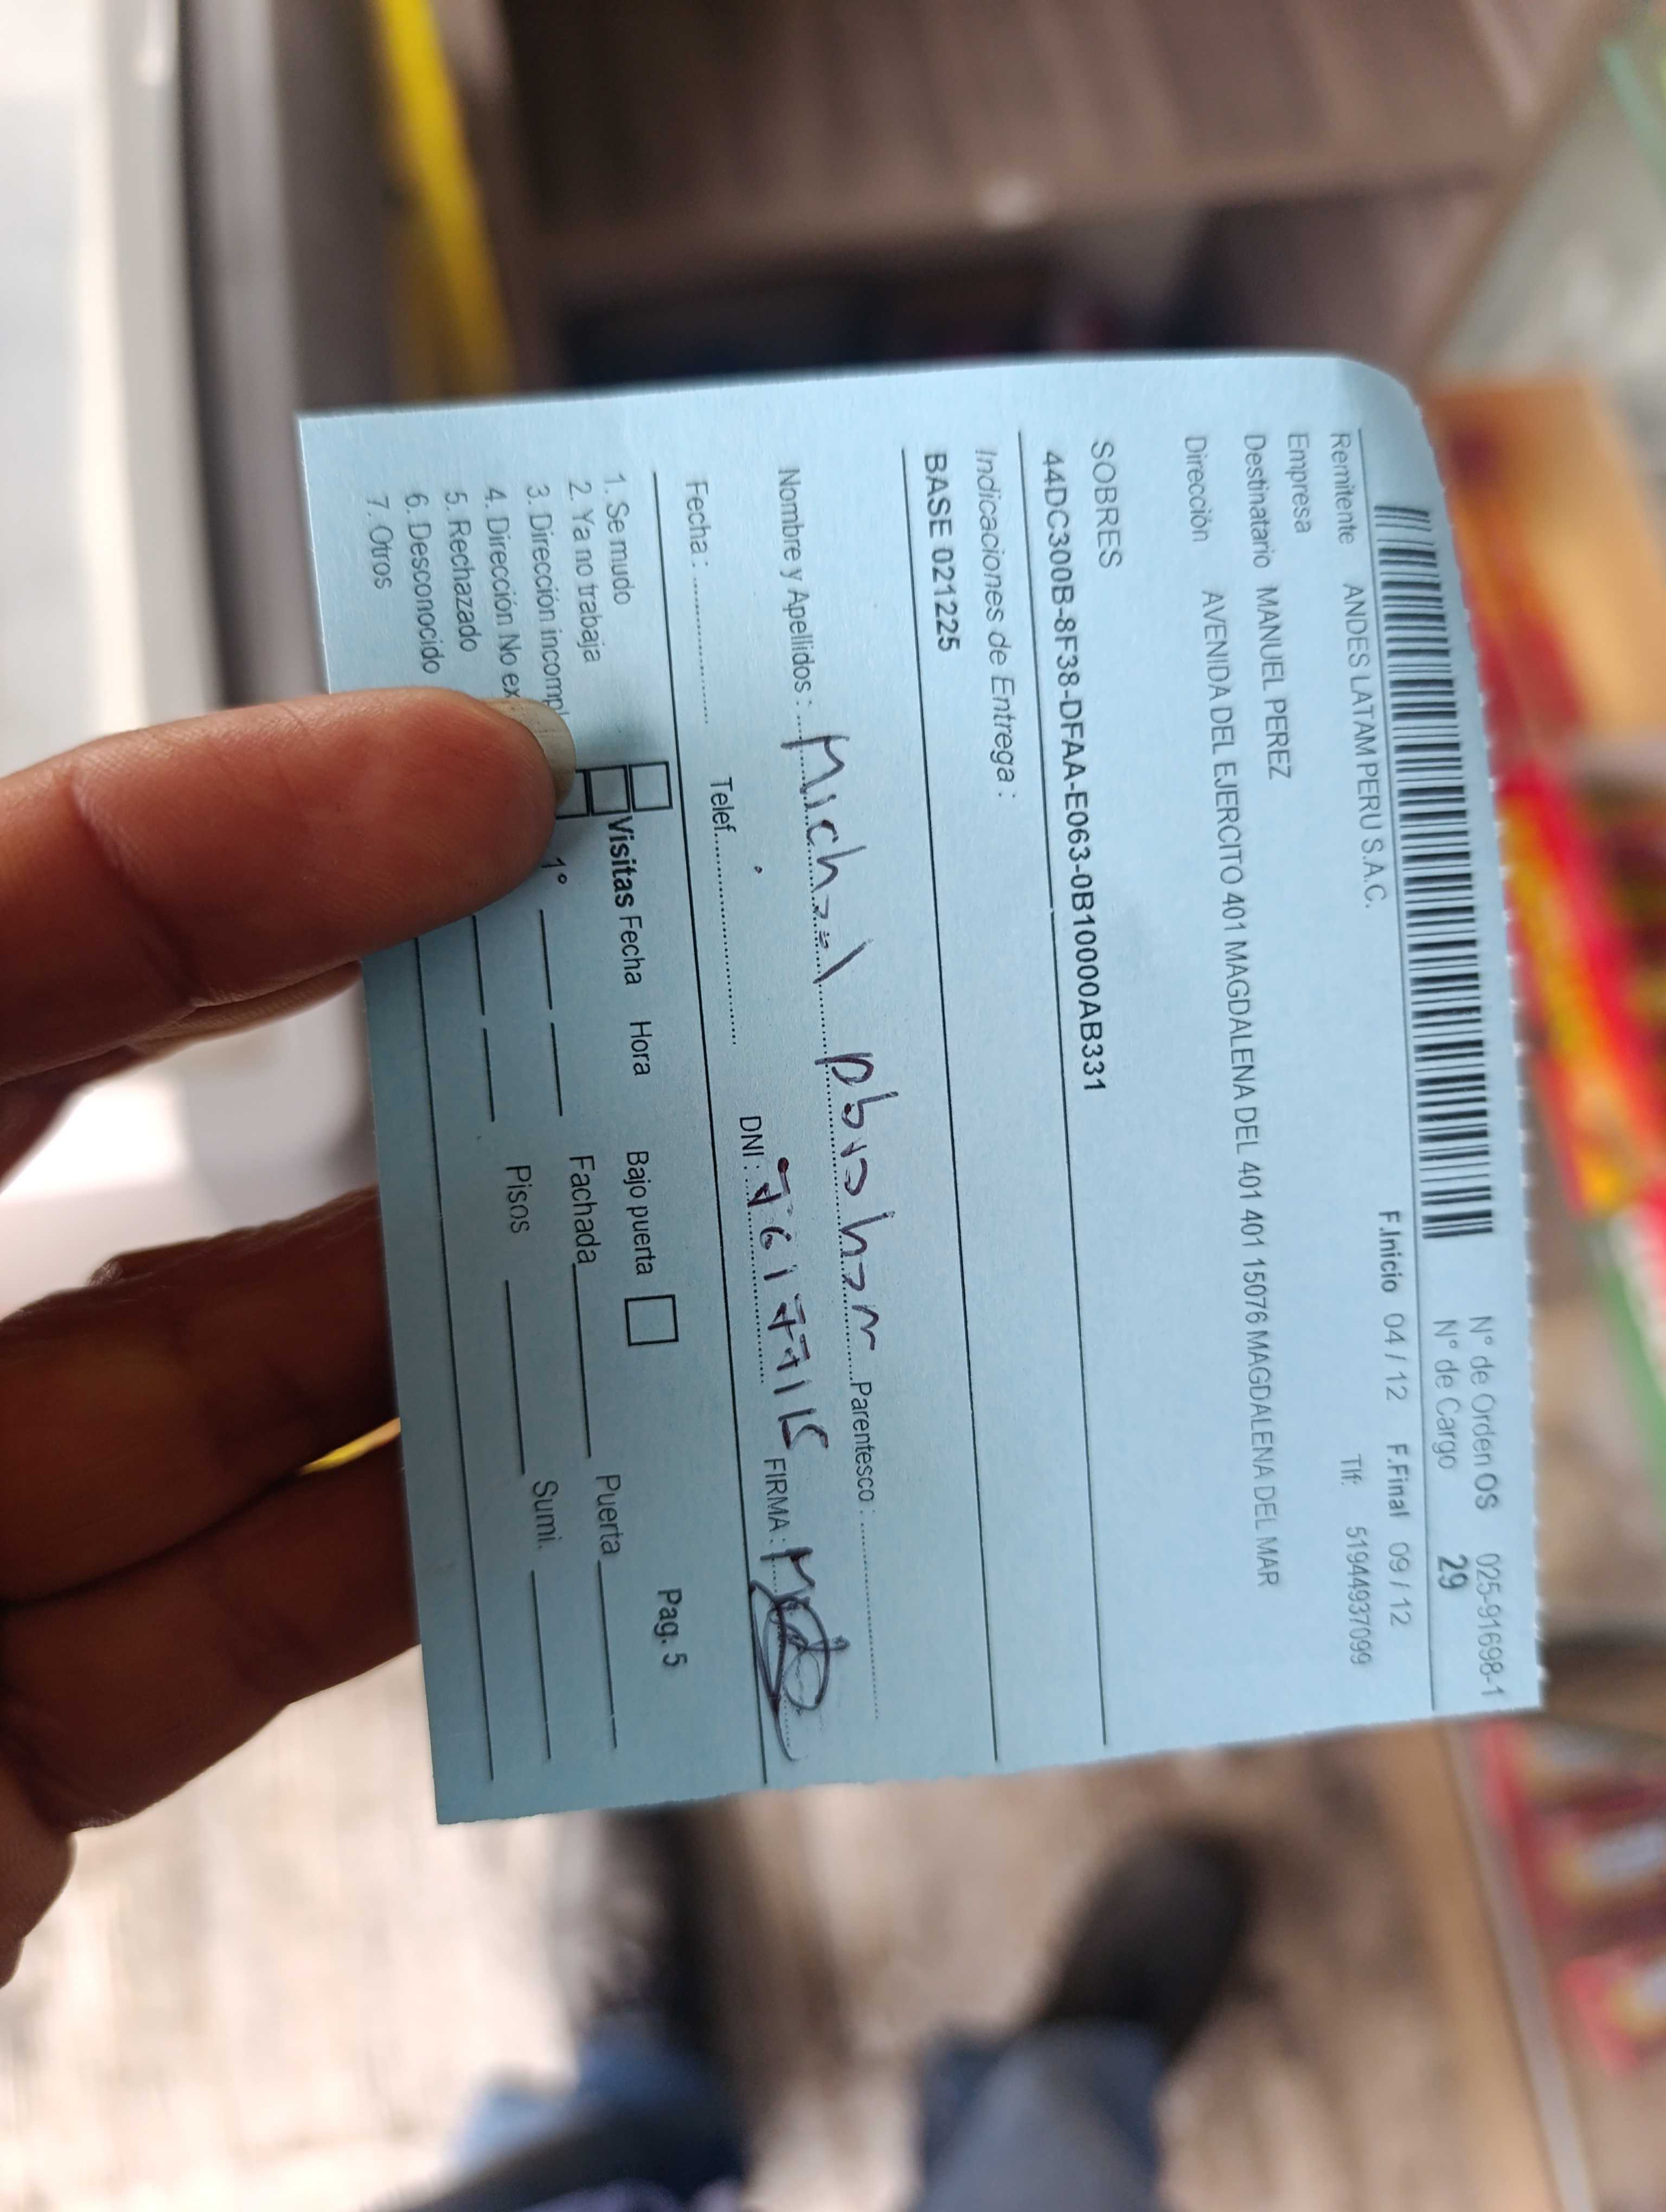 N° de Orden OS 025-91698-1
N° de Cargo 29
F.Inicio 04 / 12 F.Final 09 / 12
Remitente ANDES LATAM PERU S.A.C. Tlf: 51944937099
Empresa
Destinatario MANUEL PEREZ
Dirección AVENIDA DEL EJERCITO 401 MAGDALENA DEL 401 401 15076 MAGDALENA DEL MAR
SOBRES
44DC300B-8F38-DFAA-E063-0B10000AB331
Indicaciones de Entrega :
BASE 021225
Nombre y Apellidos : Michael Parentesco :
Fecha : Telef. DNI : FIRMA :
Pag. 5
1. Se mudo Visitas Fecha Hora Bajo puerta
2. Ya no trabaja Fachada Puerta
3. Dirección incompl 1°
4. Dirección No ex Pisos Sumi.
5. Rechazado
6. Desconocido
7. Otros